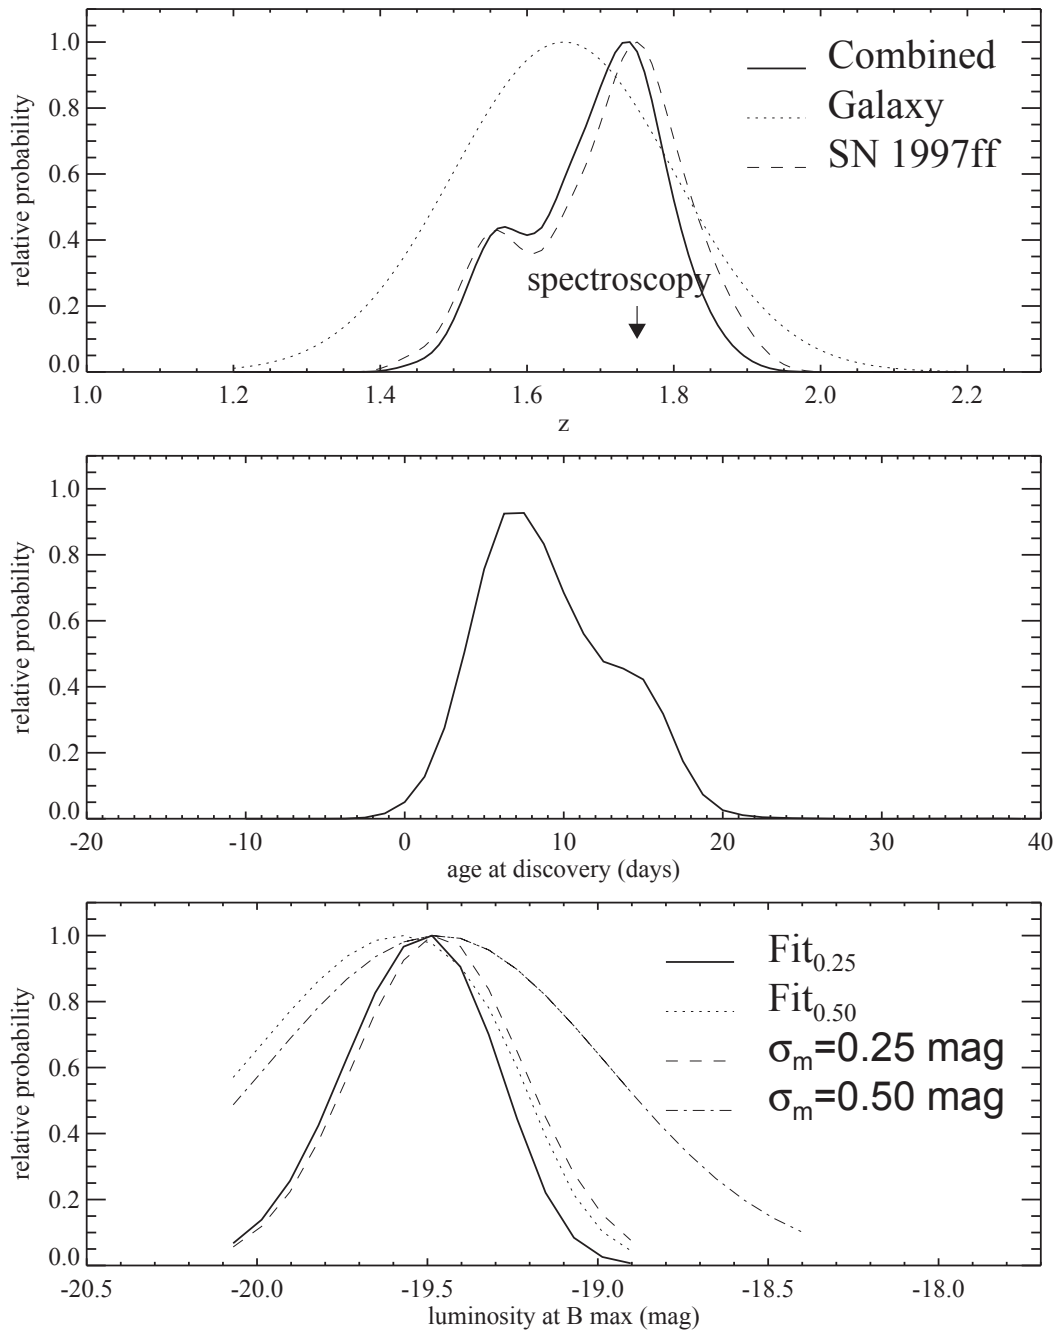 relative probability
1.0
0.8
0.6
0.4
0.2
0.0
Combined
Galaxy
SN 1997ff
spectroscopy
1.0 1.2 1.4 1.6 1.8 2.0 2.2
z
relative probability
1.0
0.8
0.6
0.4
0.2
0.0
-20 -10 0 10 20 30 40
age at discovery (days)
relative probability
1.0
0.8
0.6
0.4
0.2
0.0
Fit0.25
Fit0.50
σm=0.25 mag
σm=0.50 mag
-20.5 -20.0 -19.5 -19.0 -18.5 -18.0
luminosity at B max (mag)